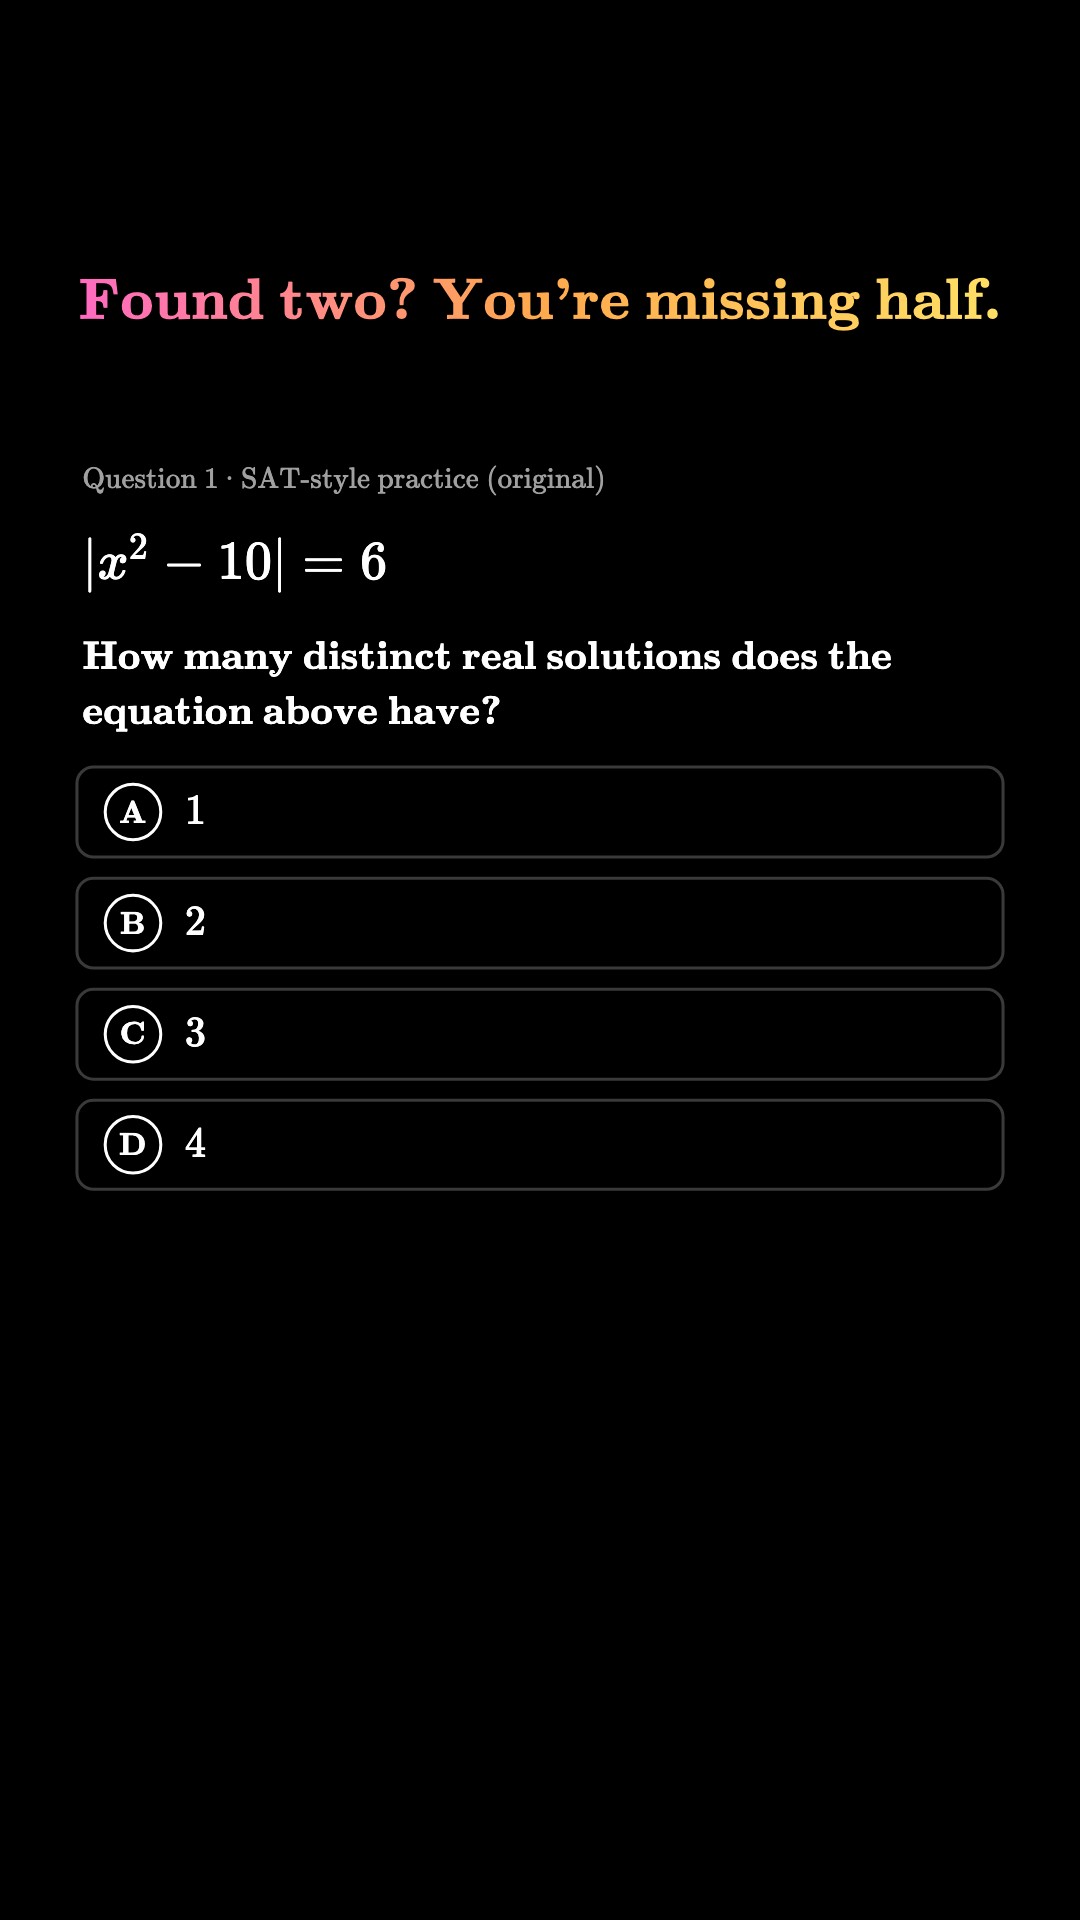 Found two? You’re missing half.
Question 1 · SAT-style practice (original)
|x² − 10| = 6
How many distinct real solutions does the
equation above have?
A 1
B 2
C 3
D 4